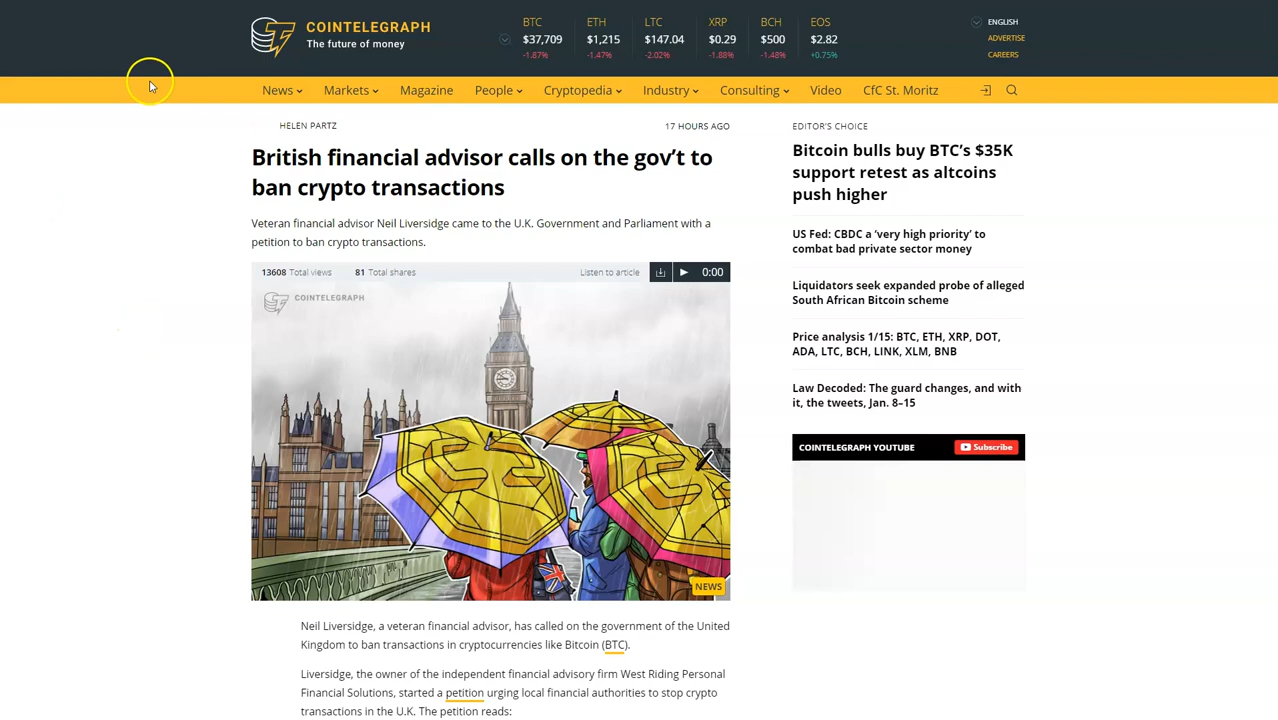 COINTELEGRAPH
The future of money
BTC ETH LTC XRP BCH EOS
$37,709 $1,215 $147.04 $0.29 $500 $2.82
-1.87% -1.47% -2.02% -1.88% -1.48% +0.75%
ENGLISH
ADVERTISE
CAREERS
News Markets Magazine People Cryptopedia Industry Consulting Video CfC St. Moritz
HELEN PARTZ 17 HOURS AGO
British financial advisor calls on the gov’t to
ban crypto transactions
Veteran financial advisor Neil Liversidge came to the U.K. Government and Parliament with a
petition to ban crypto transactions.
13608 Total views 81 Total shares Listen to article 0:00
COINTELEGRAPH
NEWS
Neil Liversidge, a veteran financial advisor, has called on the government of the United
Kingdom to ban transactions in cryptocurrencies like Bitcoin (BTC).
Liversidge, the owner of the independent financial advisory firm West Riding Personal
Financial Solutions, started a petition urging local financial authorities to stop crypto
transactions in the U.K. The petition reads:
EDITOR’S CHOICE
Bitcoin bulls buy BTC’s $35K
support retest as altcoins
push higher
US Fed: CBDC a ‘very high priority’ to
combat bad private sector money
Liquidators seek expanded probe of alleged
South African Bitcoin scheme
Price analysis 1/15: BTC, ETH, XRP, DOT,
ADA, LTC, BCH, LINK, XLM, BNB
Law Decoded: The guard changes, and with
it, the tweets, Jan. 8–15
COINTELEGRAPH YOUTUBE Subscribe